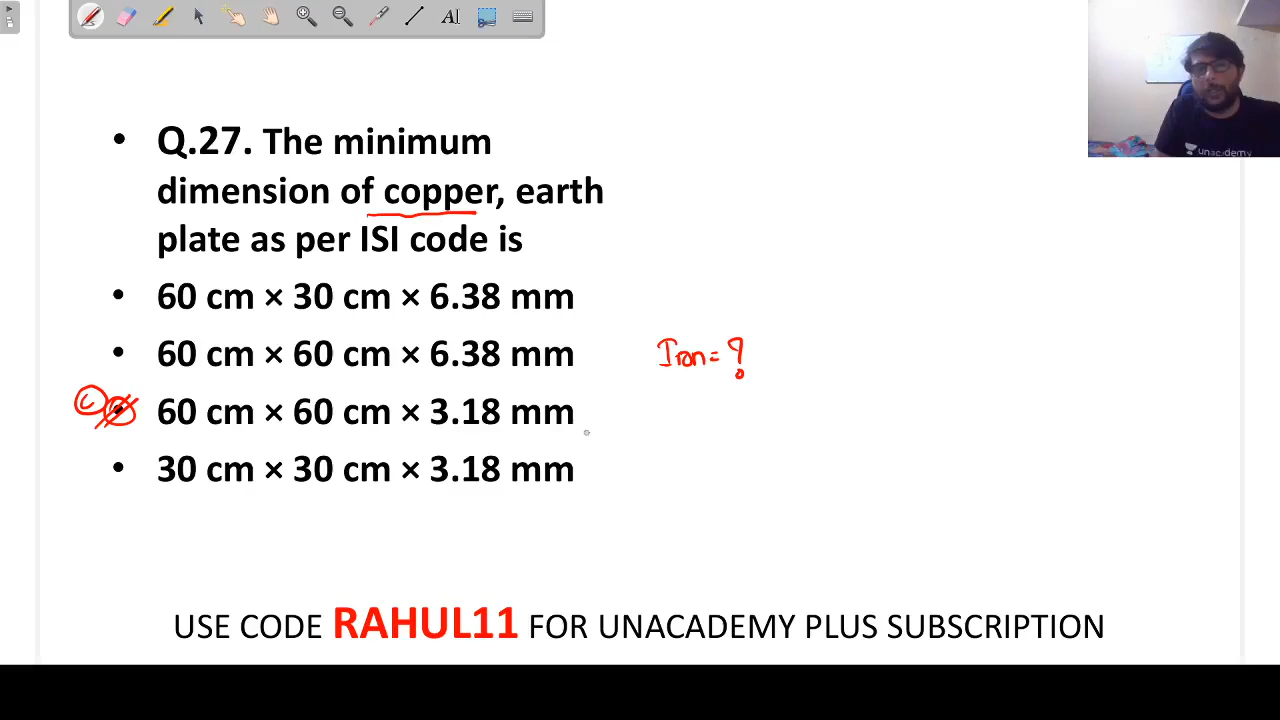 Q.27. The minimum
dimension of copper, earth
plate as per ISI code is
60 cm × 30 cm × 6.38 mm
60 cm × 60 cm × 6.38 mm
Iron = ?
C
60 cm × 60 cm × 3.18 mm
30 cm × 30 cm × 3.18 mm
USE CODE RAHUL11 FOR UNACADEMY PLUS SUBSCRIPTION
unacademy